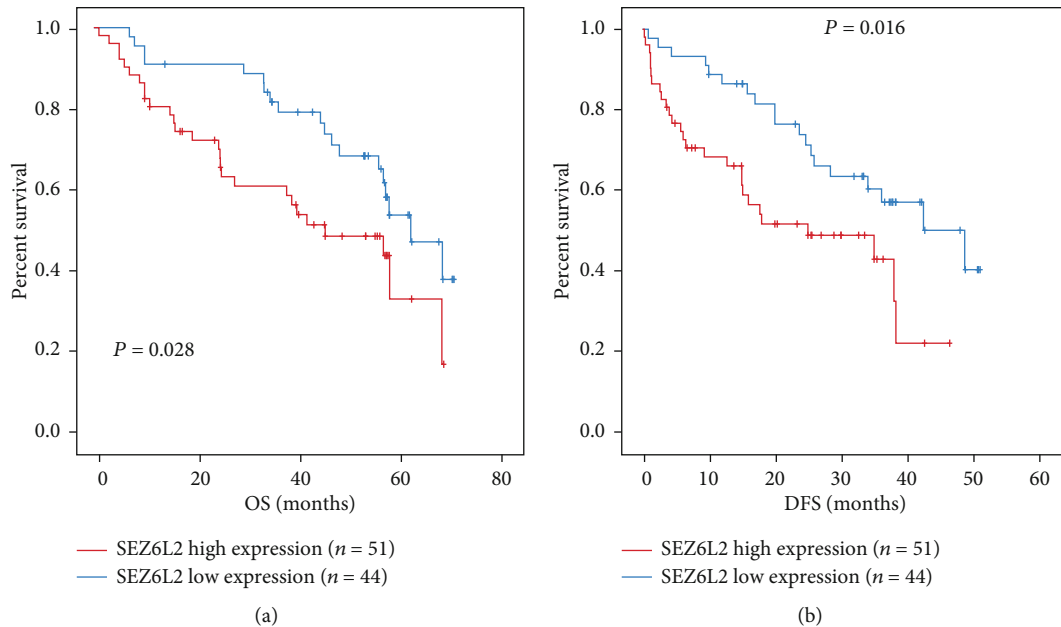 1.0
0.8
0.6
0.4
0.2
0.0
Percent survival
P = 0.028
0 20 40 60 80
OS (months)
SEZ6L2 high expression (n = 51)
SEZ6L2 low expression (n = 44)
(a)
1.0
0.8
0.6
0.4
0.2
0.0
Percent survival
P = 0.016
0 10 20 30 40 50 60
DFS (months)
SEZ6L2 high expression (n = 51)
SEZ6L2 low expression (n = 44)
(b)